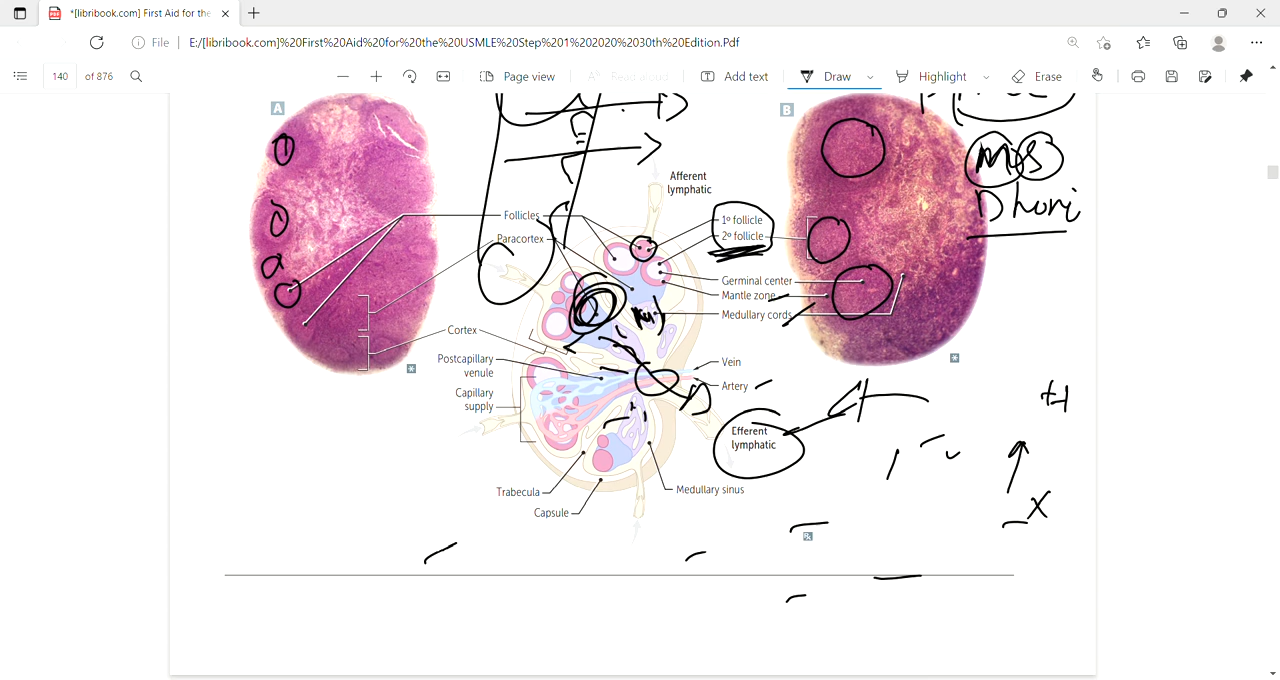 *[libribook.com] First Aid for the
File E:/[libribook.com]%20First%20Aid%20for%20the%20USMLE%20Step%201%202020%2030th%20Edition.Pdf
140 of 876 Page view Read aloud Add text Draw Highlight Erase
A
B
Afferent
lymphatic
Follicles
Paracortex
1º follicle
2º follicle
Germinal center
Mantle zone
Medullary cords
Cortex
Postcapillary
venule
Capillary
supply
Vein
Artery
Efferent
lymphatic
Trabecula
Capsule
Medullary sinus
Dhori
X